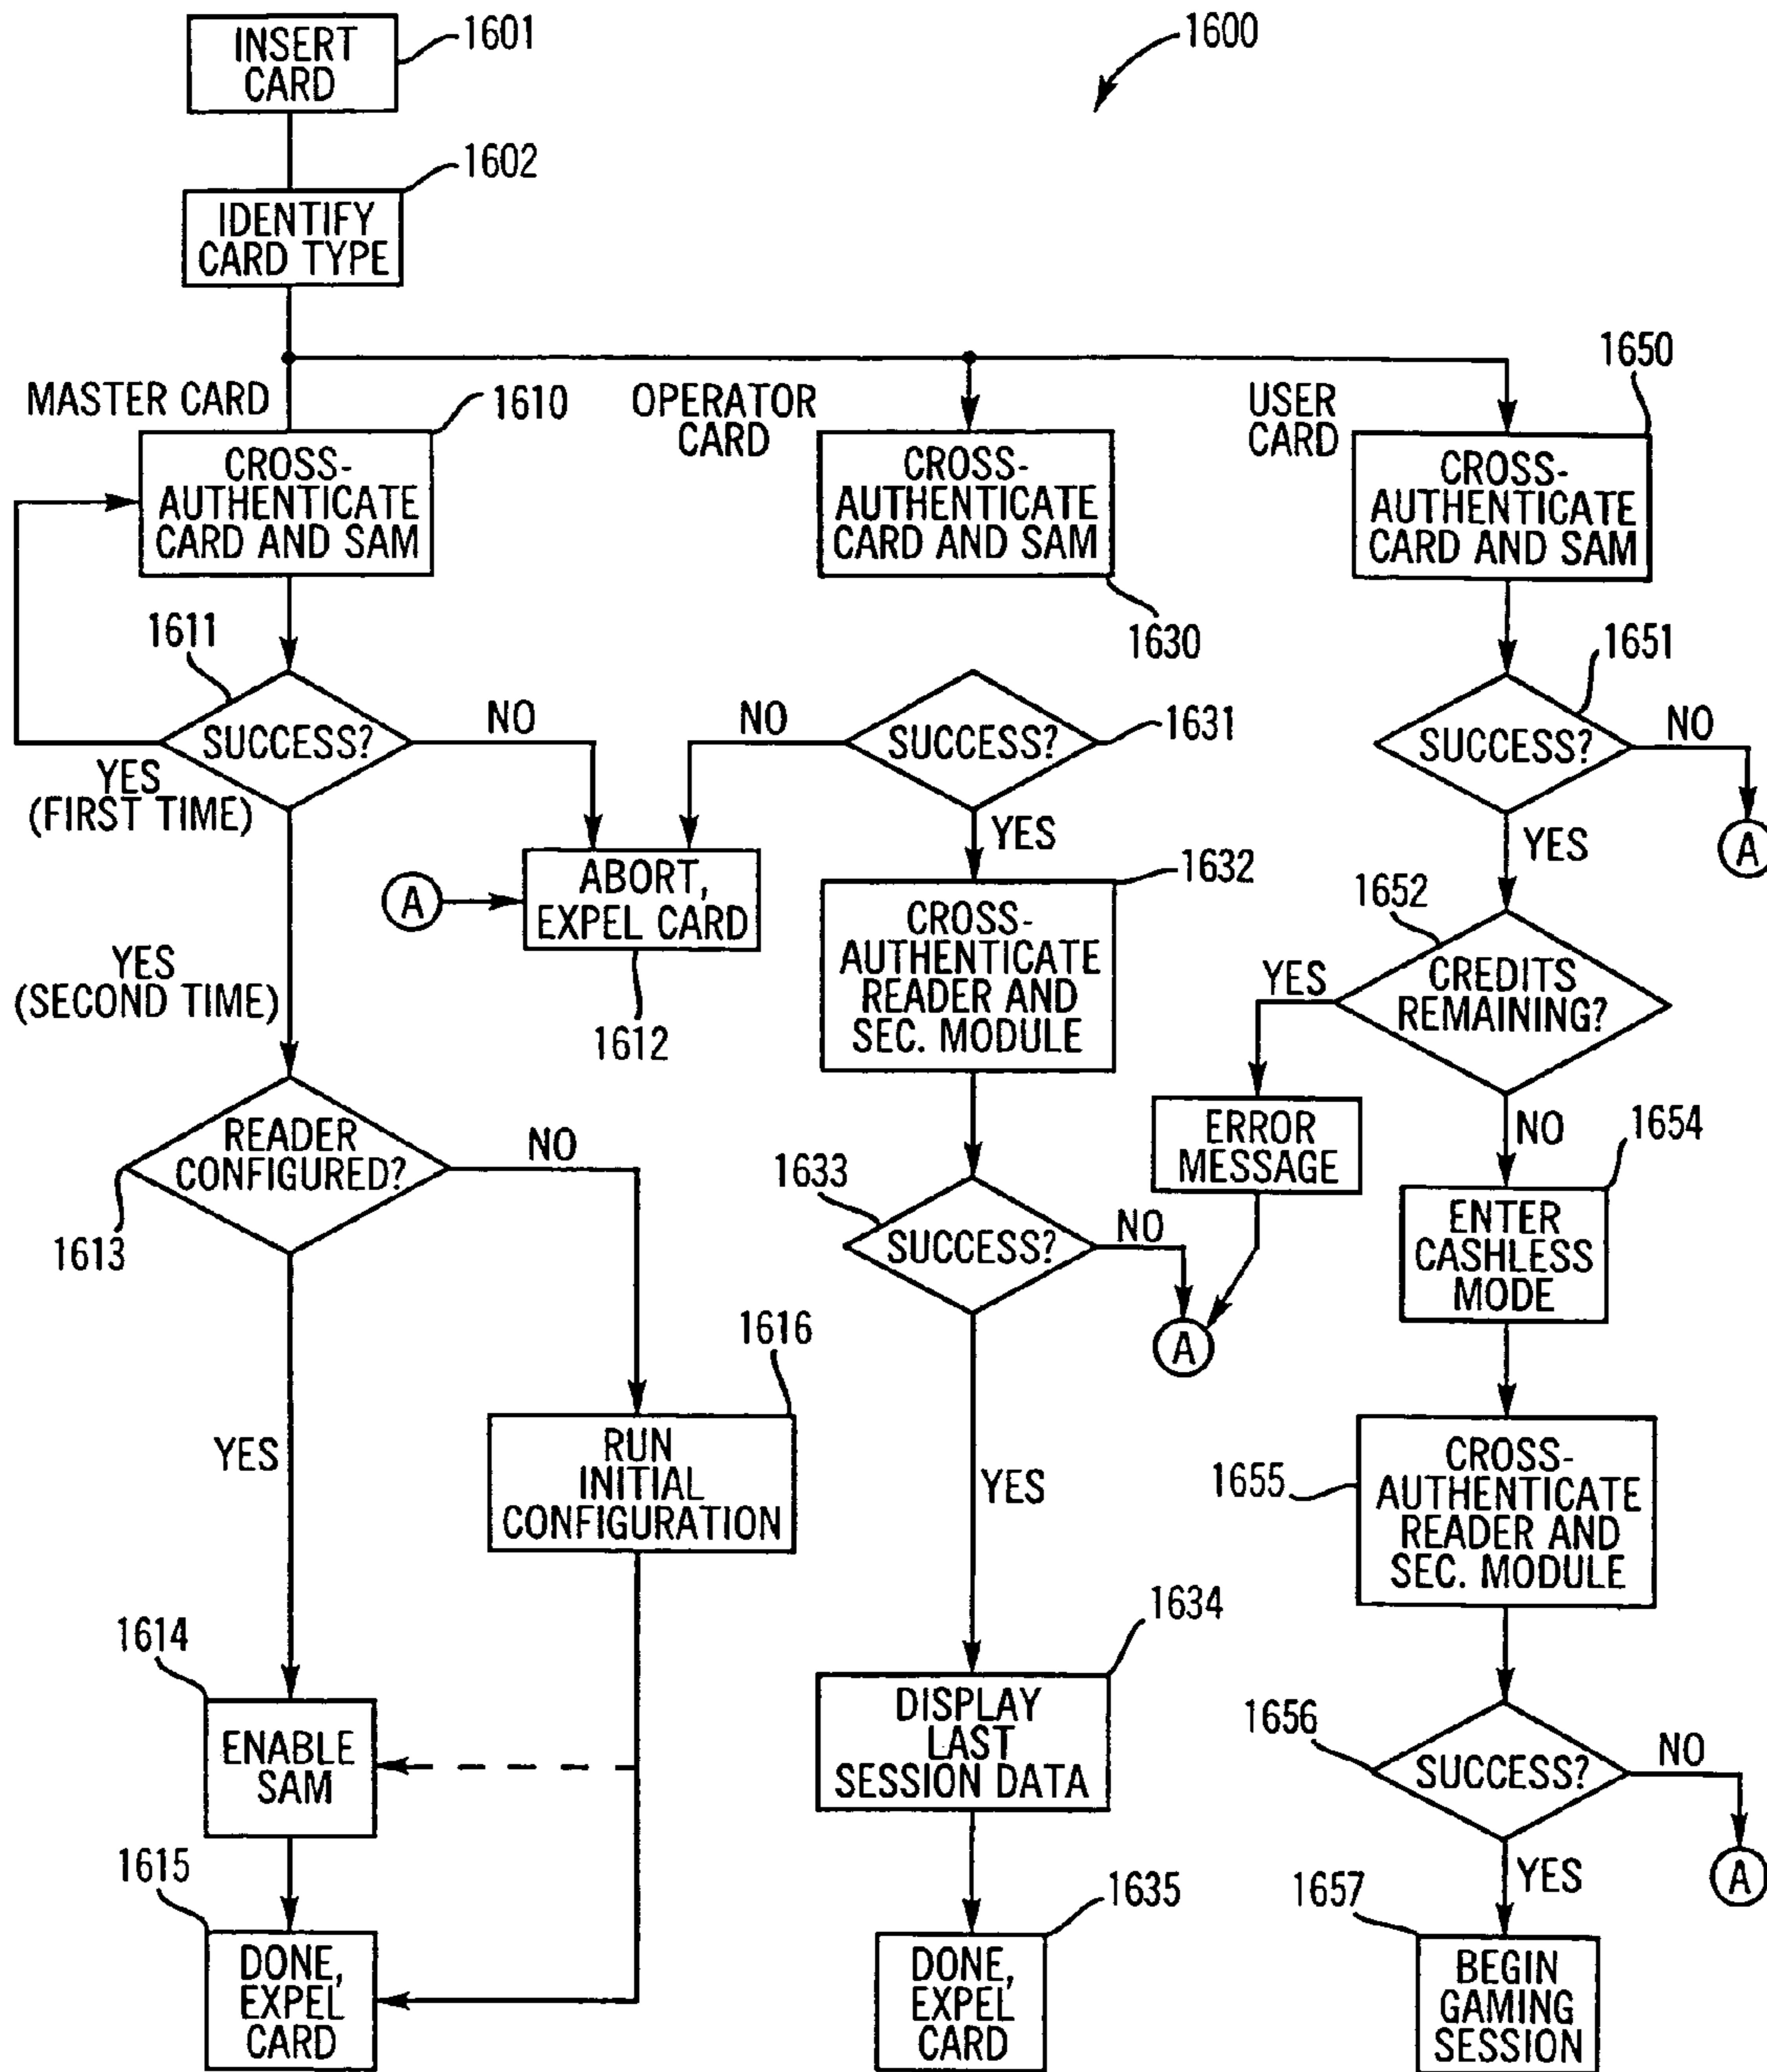 INSERT
CARD
1601
1600
IDENTIFY
CARD TYPE
1602
MASTER CARD
1610
OPERATOR
CARD
USER
CARD
1650
CROSS-
AUTHENTICATE
CARD AND SAM
CROSS-
AUTHENTICATE
CARD AND SAM
1630
CROSS-
AUTHENTICATE
CARD AND SAM
1611
SUCCESS?
NO
YES
(FIRST TIME)
NO
SUCCESS?
1631
YES
1651
SUCCESS?
NO
A
YES
A
ABORT,
EXPEL CARD
1612
YES
(SECOND TIME)
1632
CROSS-
AUTHENTICATE
READER AND
SEC. MODULE
1652
YES
CREDITS
REMAINING?
NO
ERROR
MESSAGE
1654
ENTER
CASHLESS
MODE
READER
CONFIGURED?
NO
1613
YES
1633
SUCCESS?
NO
A
YES
1616
RUN
INITIAL
CONFIGURATION
1655
CROSS-
AUTHENTICATE
READER AND
SEC. MODULE
1614
ENABLE
SAM
1634
DISPLAY
LAST
SESSION DATA
1656
SUCCESS?
NO
A
YES
1615
DONE,
EXPEL
CARD
1635
DONE,
EXPEL
CARD
1657
BEGIN
GAMING
SESSION